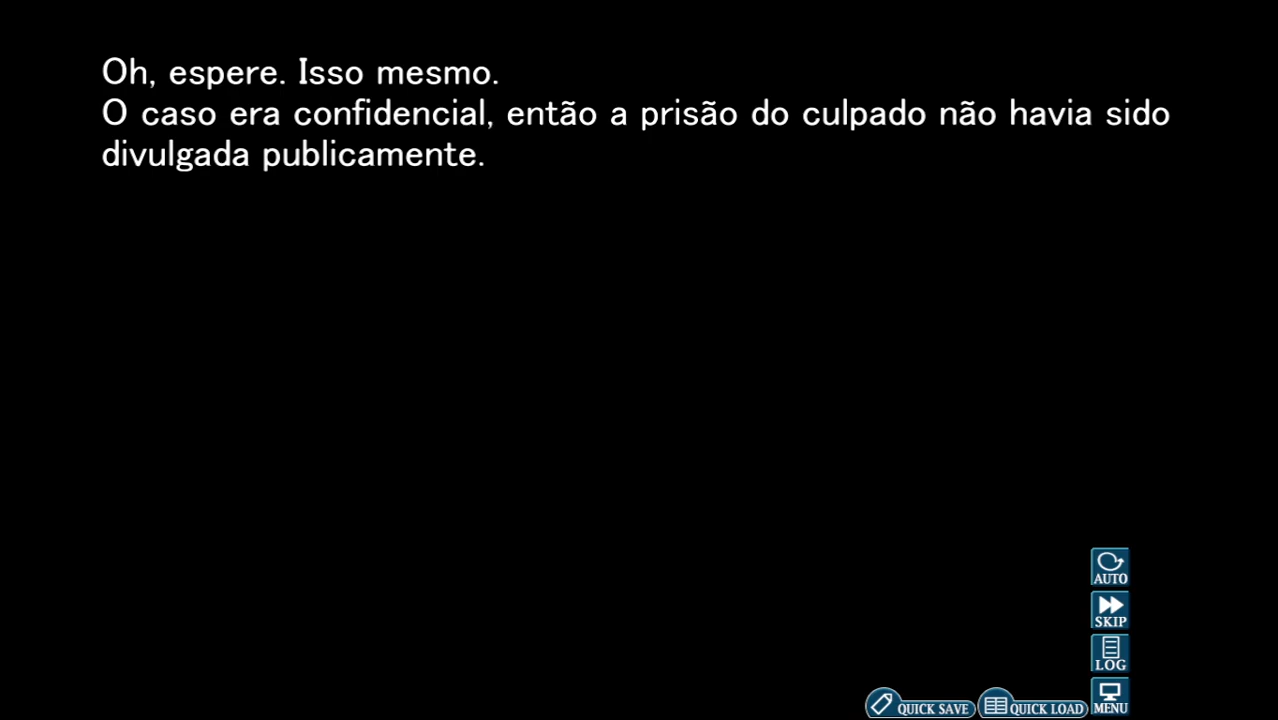 Oh, espere. Isso mesmo.
O caso era confidencial, então a prisão do culpado não havia sido
divulgada publicamente.
AUTO
SKIP
LOG
MENU
QUICK SAVE
QUICK LOAD